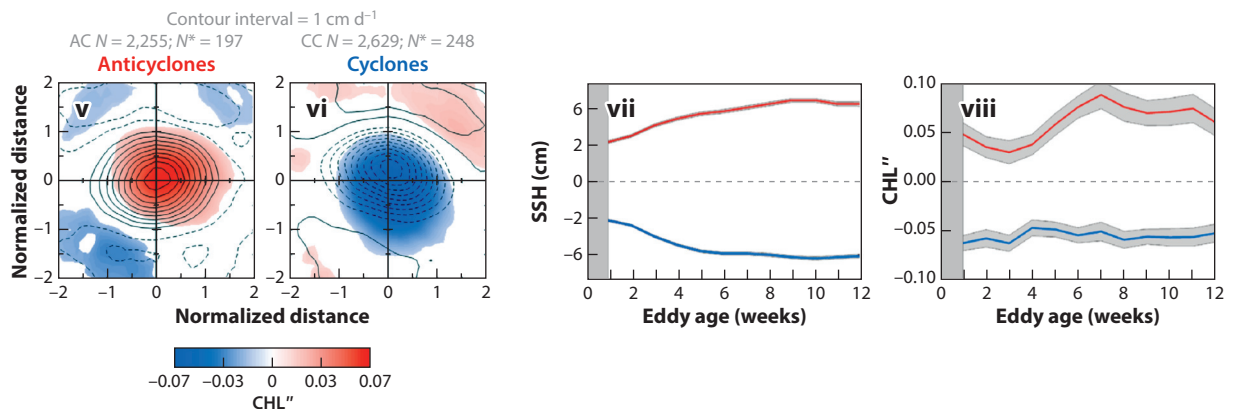 Contour interval = 1 cm d⁻¹
AC N = 2,255; N* = 197
CC N = 2,629; N* = 248
Anticyclones
Cyclones
v
vi
Normalized distance
2
1
0
−1
−2
−2
−1
0
1
2
−2
−1
0
1
2
Normalized distance
−0.07
−0.03
0
0.03
0.07
CHL″
vii
SSH (cm)
6
2
0
−2
−6
0
2
4
6
8
10
12
Eddy age (weeks)
viii
CHL″
0.10
0.05
0.00
−0.05
−0.10
0
2
4
6
8
10
12
Eddy age (weeks)